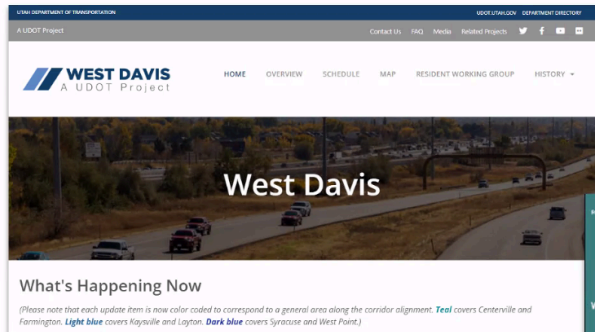 UTAH DEPARTMENT OF TRANSPORTATION UDOT.UTAH.GOV DEPARTMENT DIRECTORY
A UDOT Project Contact Us FAQ Media Related Projects
WEST DAVIS
A UDOT Project
HOME OVERVIEW SCHEDULE MAP RESIDENT WORKING GROUP HISTORY
West Davis
What's Happening Now
(Please note that each update item is now color coded to correspond to a general area along the corridor alignment. Teal covers Centerville and
Farmington. Light blue covers Kaysville and Layton. Dark blue covers Syracuse and West Point.)